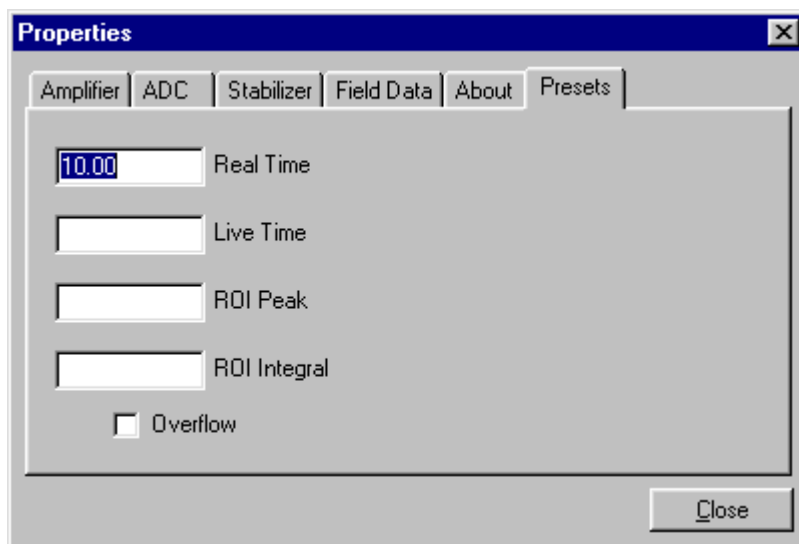 Properties
Amplifier ADC Stabilizer Field Data About Presets
10.00 Real Time
Live Time
ROI Peak
ROI Integral
Overflow
Close